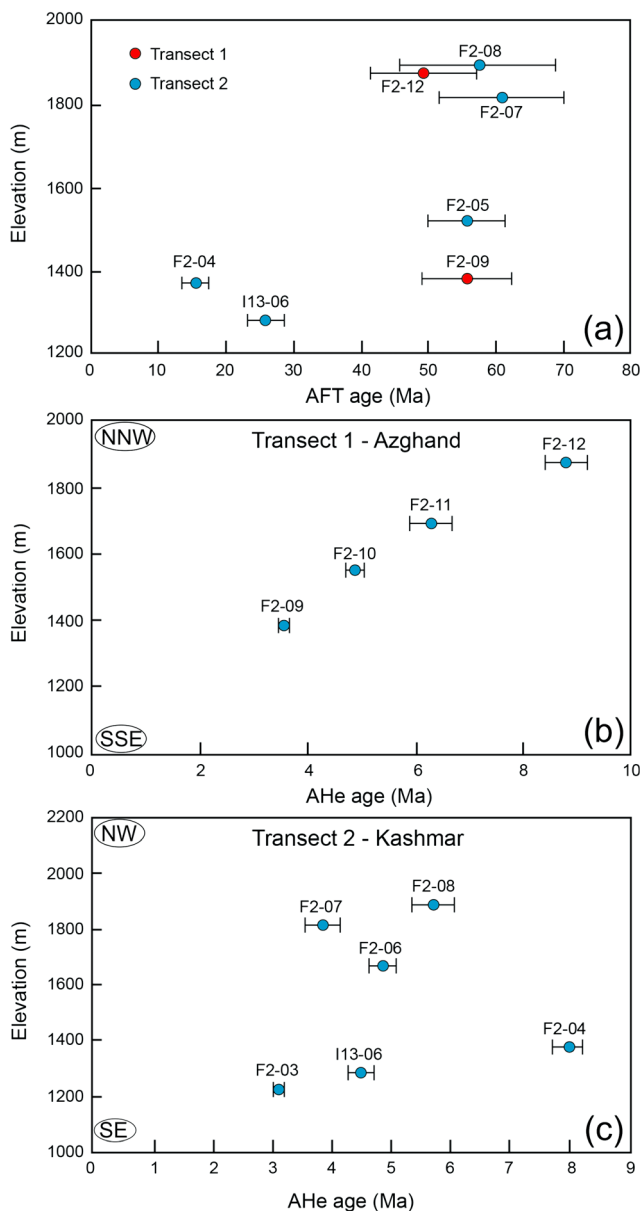 2000
1800
1600
1400
1200
Elevation (m)
Transect 1
Transect 2
F2-08
F2-12
F2-07
F2-05
F2-09
F2-04
I13-06
(a)
0 10 20 30 40 50 60 70 80
AFT age (Ma)
2000
1800
1600
1400
1200
1000
Elevation (m)
NNW
Transect 1 - Azghand
F2-12
F2-11
F2-10
F2-09
SSE
(b)
0 2 4 6 8 10
AHe age (Ma)
2200
2000
1800
1600
1400
1200
1000
Elevation (m)
NW
Transect 2 - Kashmar
F2-08
F2-07
F2-06
F2-04
F2-03
I13-06
SE
(c)
0 1 2 3 4 5 6 7 8 9
AHe age (Ma)